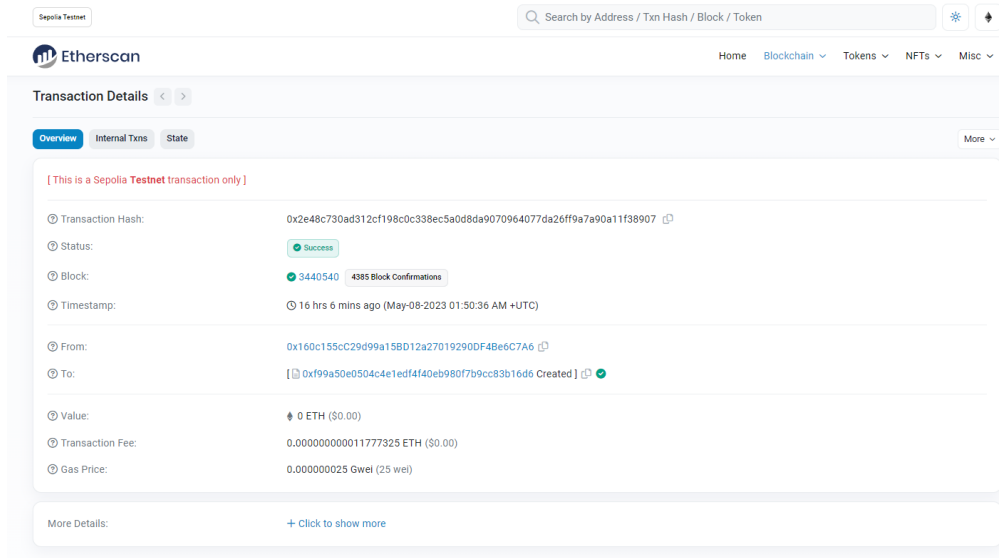 Sepolia Testnet
Search by Address / Txn Hash / Block / Token
Etherscan
Home Blockchain Tokens NFTs Misc
Transaction Details
Overview Internal Txns State
More
[ This is a Sepolia Testnet transaction only ]
Transaction Hash: 0x2e48c730ad312cf198c0c338ec5a0d8da9070964077da26ff9a7a90a11f38907
Status: Success
Block: 3440540 4385 Block Confirmations
Timestamp: 16 hrs 6 mins ago (May-08-2023 01:50:36 AM +UTC)
From: 0x160c155cC29d99a15BD12a27019290DF4Be6C7A6
To: [ 0xf99a50e0504c4e1edf4f40eb980f7b9cc83b16d6 Created ]
Value: 0 ETH ($0.00)
Transaction Fee: 0.000000000011777325 ETH ($0.00)
Gas Price: 0.000000025 Gwei (25 wei)
More Details: + Click to show more